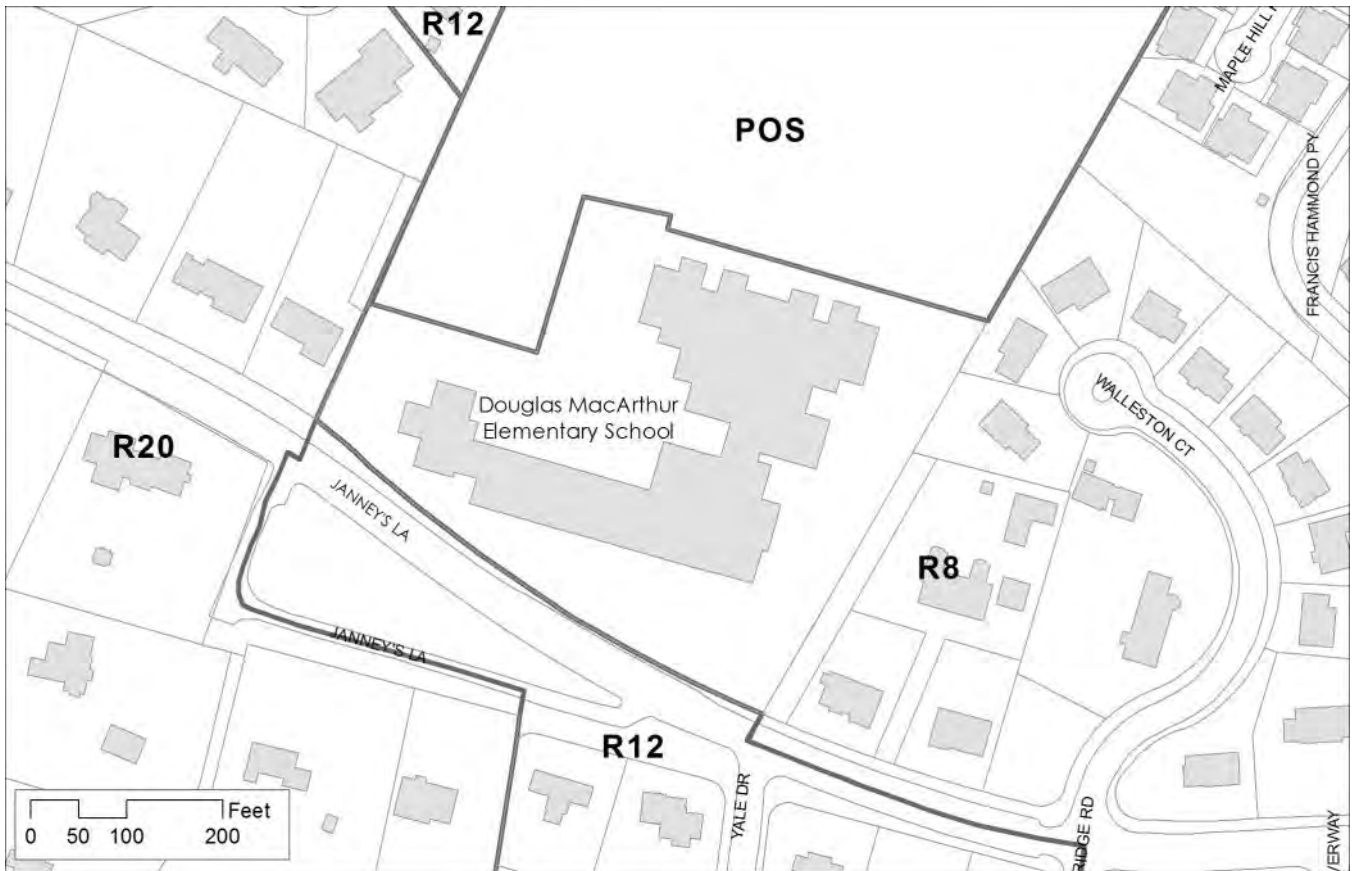 R12
POS
MAPLE HILL
FRANCIS HAMMOND PY
Douglas MacArthur
Elementary School
WALLESTON CT
R20
JANNEY'S LA
R8
JANNEY'S LA
R12
YALE DR
RIDGE RD
VERWAY
Feet
0 50 100 200